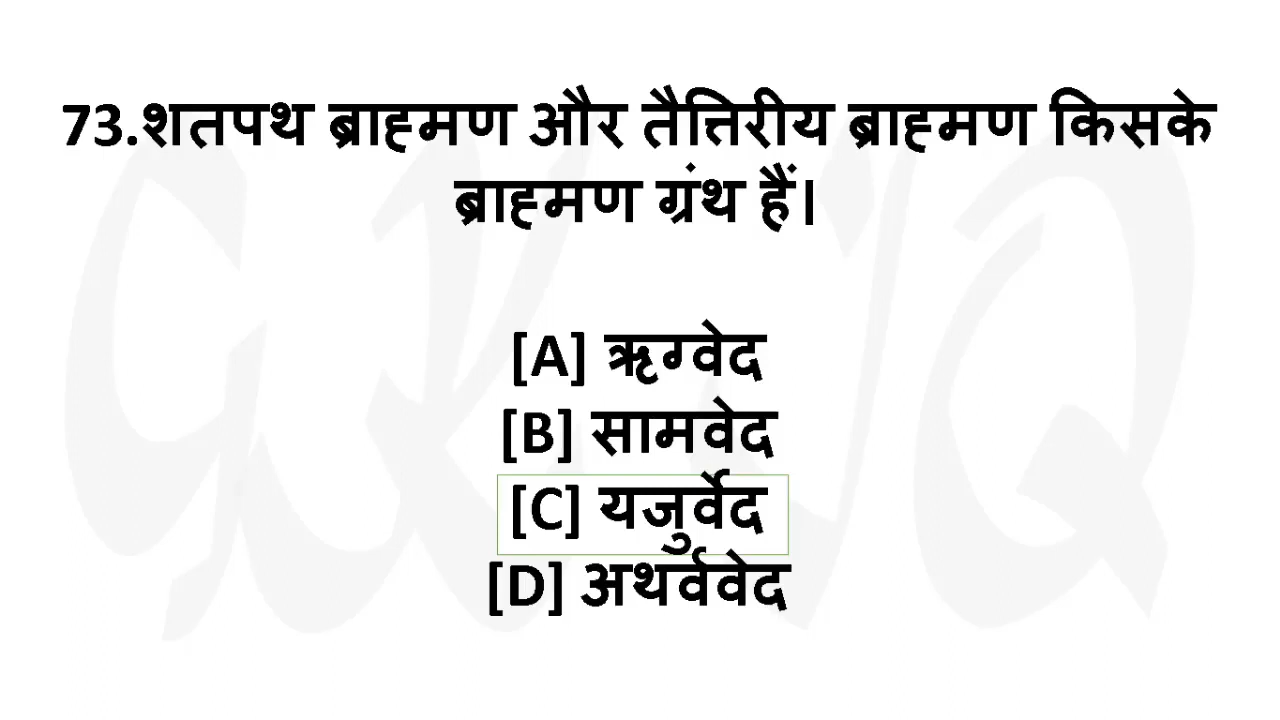 73.शतपथ ब्राह्मण और तैत्तिरीय ब्राह्मण किसके
ब्राह्मण ग्रंथ हैं।
[A] ऋग्वेद
[B] सामवेद
[C] यजुर्वेद
[D] अथर्ववेद